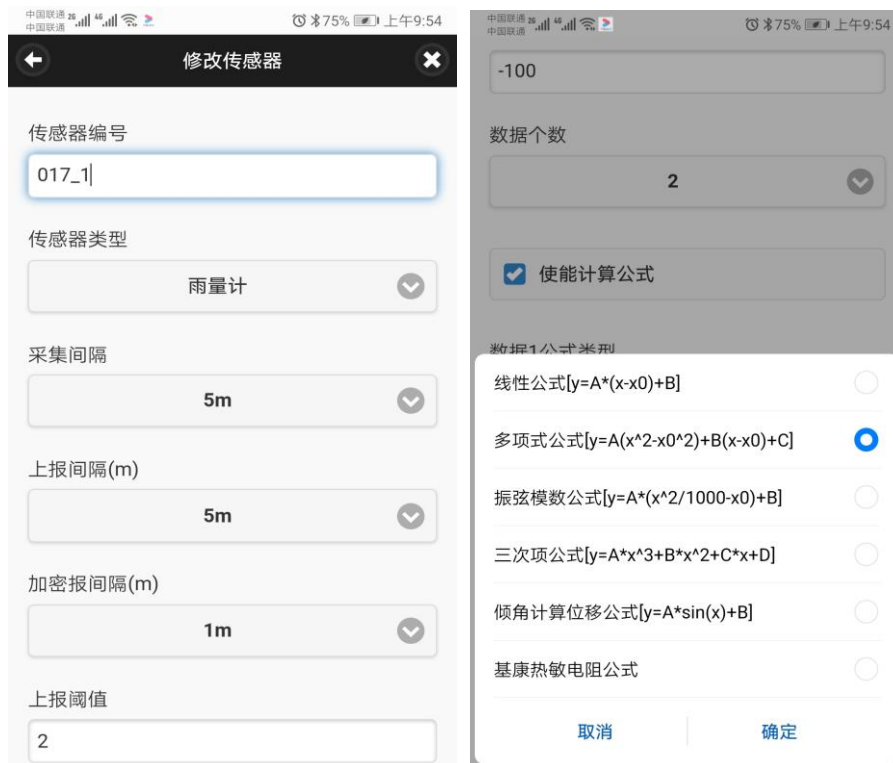 中国联通 2G 4G
中国联通
75% 上午9:54
修改传感器
传感器编号
017_1
传感器类型
雨量计
采集间隔
5m
上报间隔(m)
5m
加密报间隔(m)
1m
上报阈值
2
中国联通 2G 4G
中国联通
75% 上午9:54
-100
数据个数
2
使能计算公式
数据1公式类型
线性公式[y=A*(x-x0)+B]
多项式公式[y=A(x^2-x0^2)+B(x-x0)+C]
振弦模数公式[y=A*(x^2/1000-x0)+B]
三次项公式[y=A*x^3+B*x^2+C*x+D]
倾角计算位移公式[y=A*sin(x)+B]
基康热敏电阻公式
取消
确定